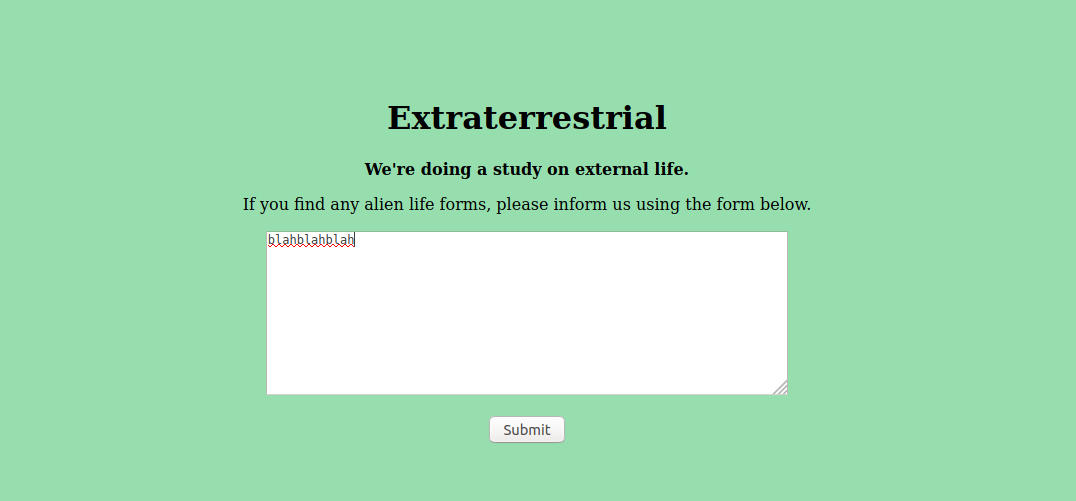 Extraterrestrial
We're doing a study on external life.
If you find any alien life forms, please inform us using the form below.
blahblahblah
Submit